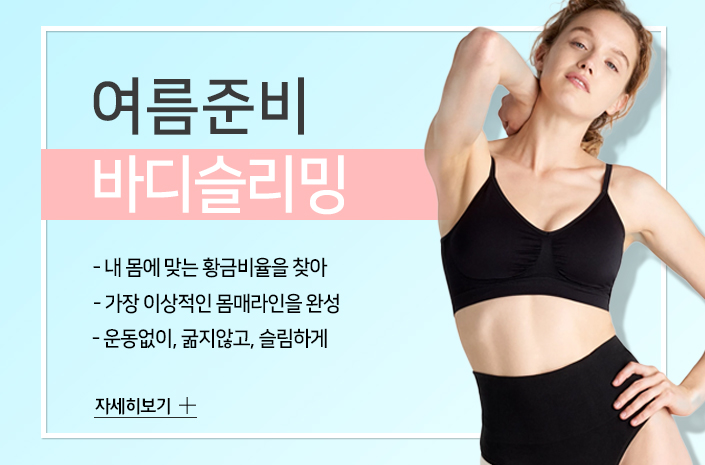 여름준비
바디슬리밍
- 내 몸에 맞는 황금비율을 찾아
- 가장 이상적인 몸매라인을 완성
- 운동없이, 굶지않고, 슬림하게
자세히보기 +